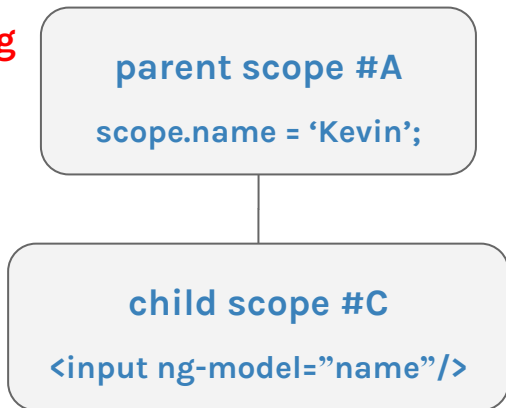 g
parent scope #A
scope.name = ‘Kevin’;
child scope #C
<input ng-model=”name”/>